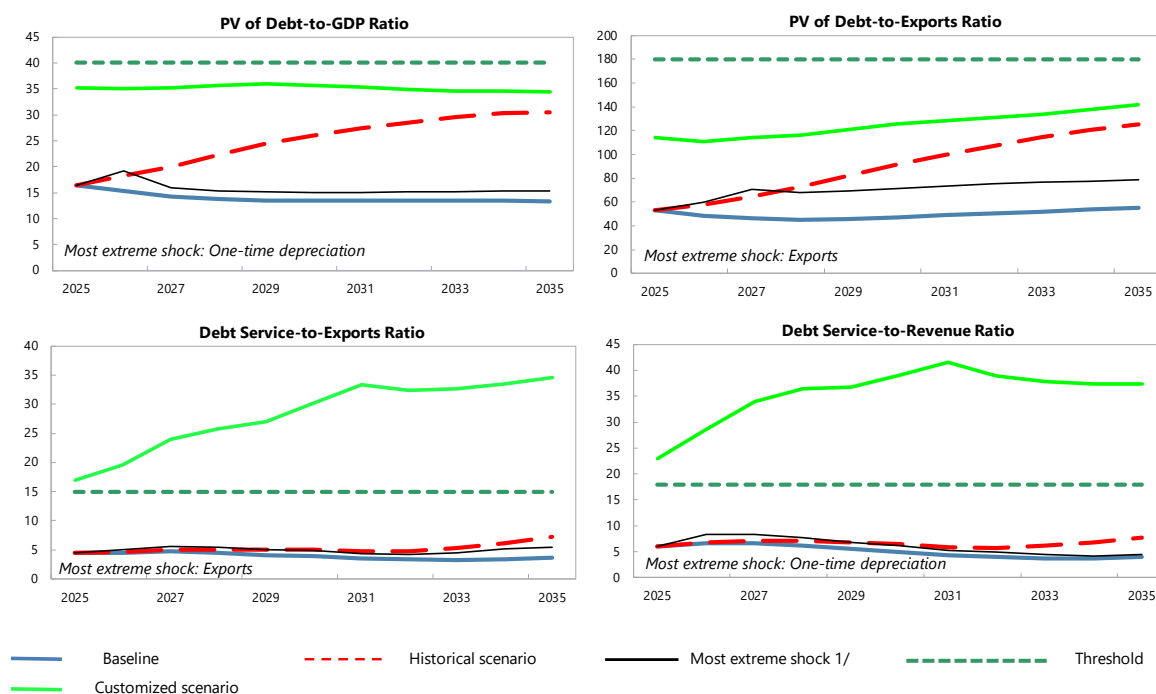 PV of Debt-to-GDP Ratio
45
40
35
30
25
20
15
10
5
0
Most extreme shock: One-time depreciation
2025 2027 2029 2031 2033 2035
PV of Debt-to-Exports Ratio
200
180
160
140
120
100
80
60
40
20
0
Most extreme shock: Exports
2025 2027 2029 2031 2033 2035
Debt Service-to-Exports Ratio
40
35
30
25
20
15
10
5
0
Most extreme shock: Exports
2025 2027 2029 2031 2033 2035
Debt Service-to-Revenue Ratio
45
40
35
30
25
20
15
10
5
0
Most extreme shock: One-time depreciation
2025 2027 2029 2031 2033 2035
Baseline Historical scenario Most extreme shock 1/ Threshold
Customized scenario